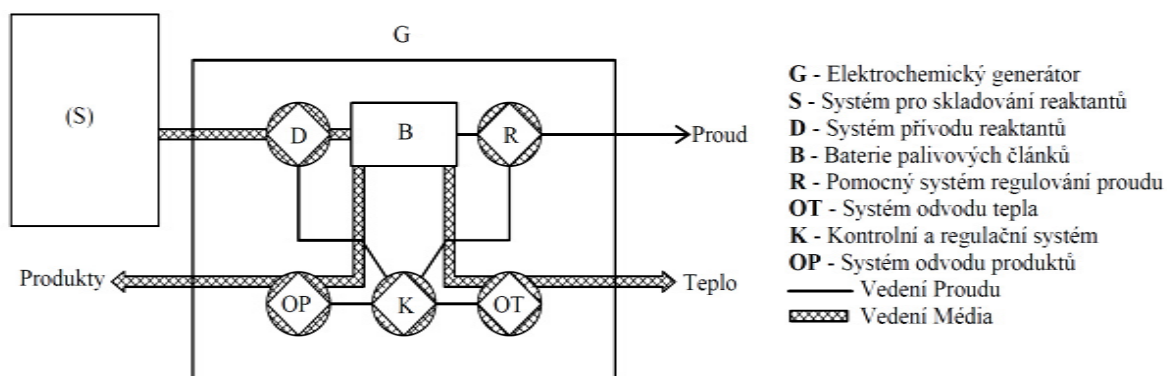 G
(S)
D
B
R
Proud
Produkty
OP
K
OT
Teplo
G - Elektrochemický generátor
S - Systém pro skladování reaktantů
D - Systém přívodu reaktantů
B - Baterie palivových článků
R - Pomocný systém regulování proudu
OT - Systém odvodu tepla
K - Kontrolní a regulační systém
OP - Systém odvodu produktů
Vedení Proudu
Vedení Média